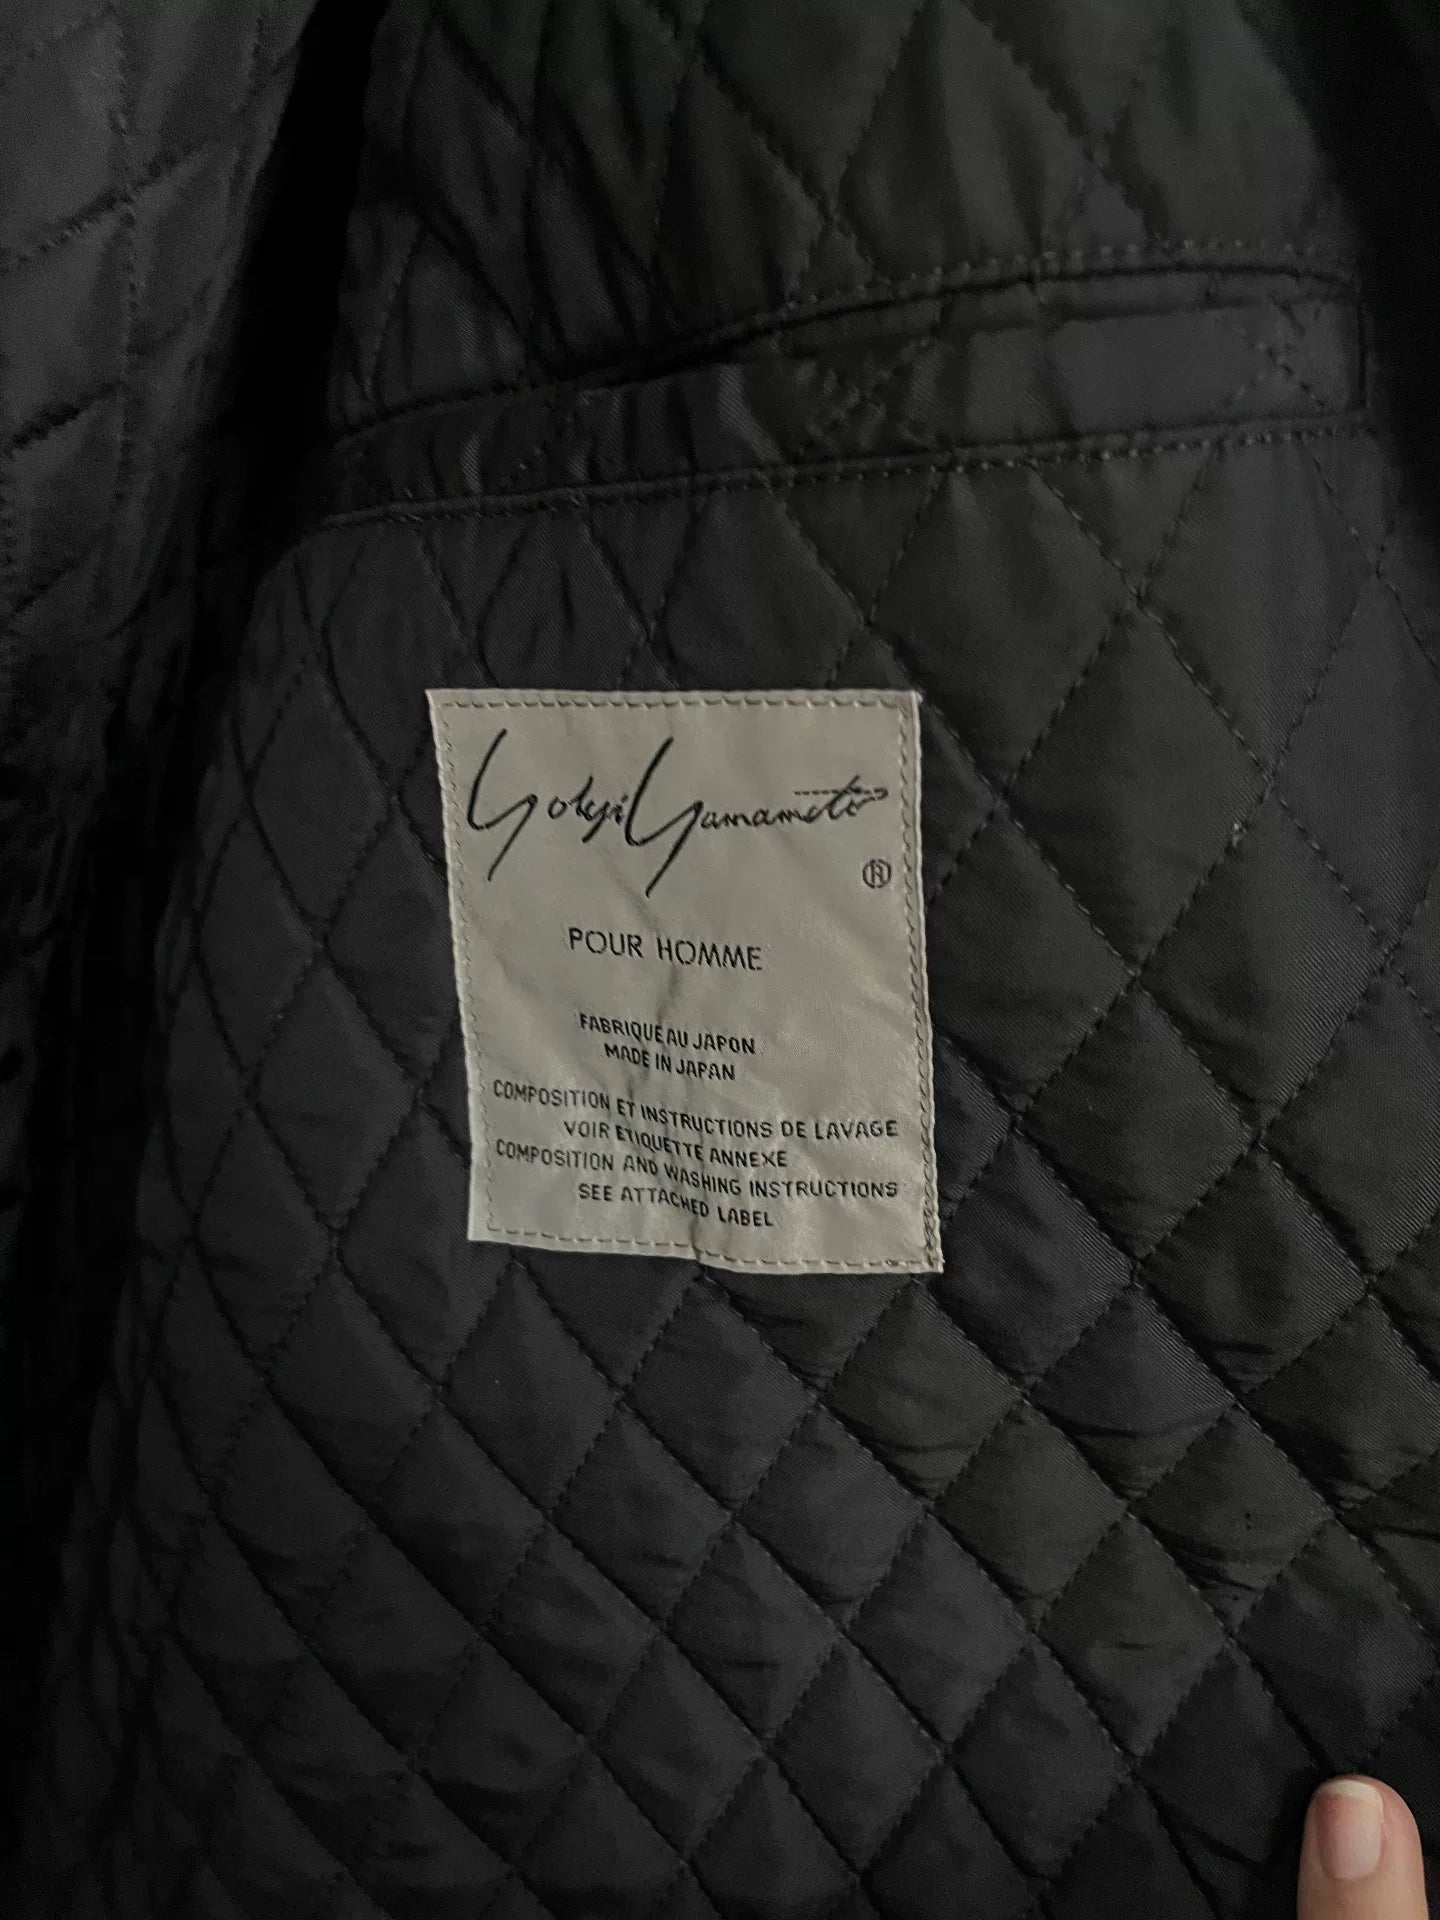 Yohji Yamamoto
®
POUR HOMME
FABRIQUE AU JAPON
MADE IN JAPAN
COMPOSITION ET INSTRUCTIONS DE LAVAGE
VOIR ETIQUETTE ANNEXE
COMPOSITION AND WASHING INSTRUCTIONS
SEE ATTACHED LABEL